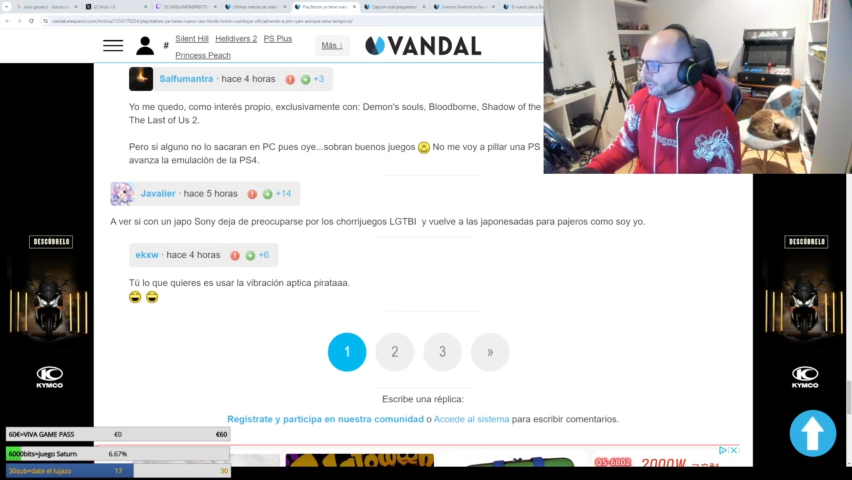 Silent Hill Helldivers 2 PS Plus
#
Más ↓
VANDAL
Princess Peach
Salfumantra · hace 4 horas +3
Yo me quedo, como interés propio, exclusivamente con: Demon's souls, Bloodborne, Shadow of the
The Last of Us 2.
Pero si alguno no lo sacaran en PC pues oye...sobran buenos juegos No me voy a pillar una PS
avanza la emulación de la PS4.
Javalier · hace 5 horas +14
A ver si con un japo Sony deja de preocuparse por los chorrijuegos LGTBI y vuelve a las japonesadas para pajeros como soy yo.
ekxw · hace 4 horas +6
Tú lo que quieres es usar la vibración aptica pirataaa.
DESCÚBRELO
DESCÚBRELO
1 2 3 »
KYMCO
KYMCO
Escribe una réplica:
Regístrate y participa en nuestra comunidad o Accede al sistema para escribir comentarios.
60€=VIVA GAME PASS €0 €60
6000bits=juego Saturn 6.67%
30sub=date el lujazo 17 30
QS-6802 2000W